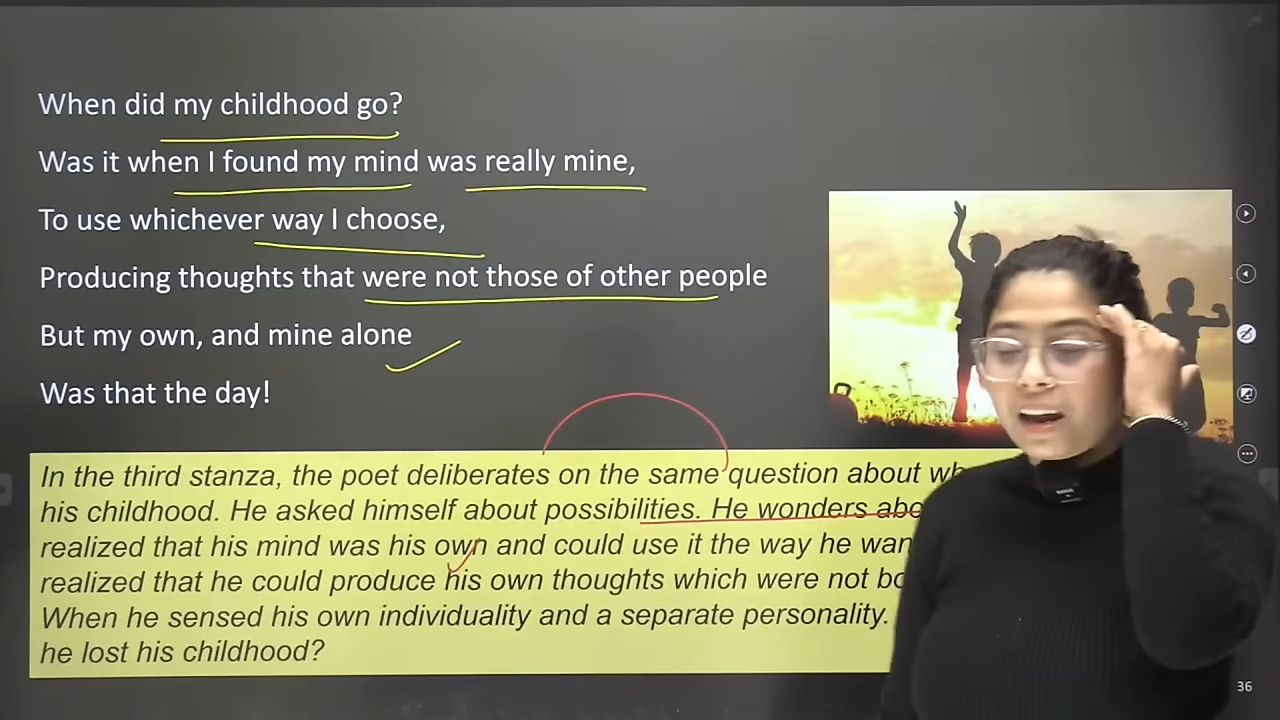 When did my childhood go?
Was it when I found my mind was really mine,
To use whichever way I choose,
Producing thoughts that were not those of other people
But my own, and mine alone
Was that the day!
In the third stanza, the poet deliberates on the same question about
his childhood. He asked himself about possibilities. He wonders
realized that his mind was his own and could use it the way he
realized that he could produce his own thoughts which were not
When he sensed his own individuality and a separate personality.
he lost his childhood?
36